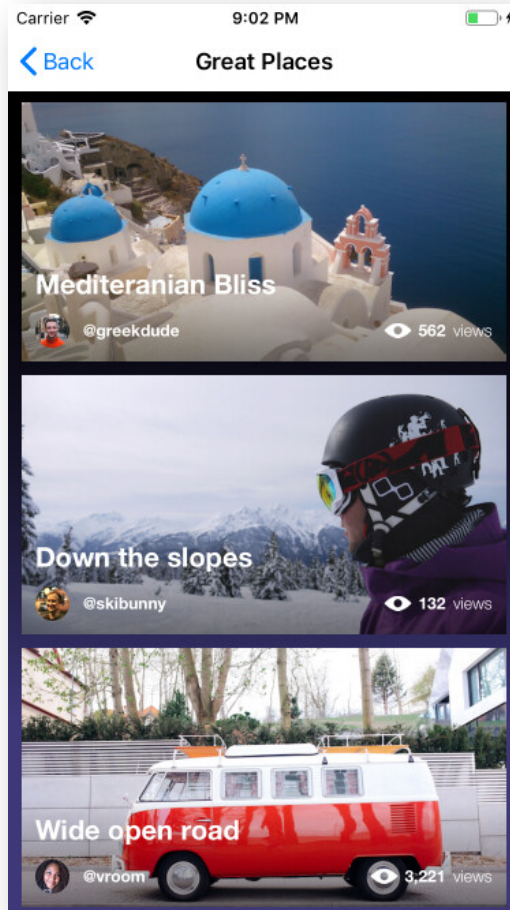 Carrier 9:02 PM
Back Great Places
Mediteranian Bliss
@greekdude 562 views
Down the slopes
@skibunny 132 views
Wide open road
@vroom 3,221 views